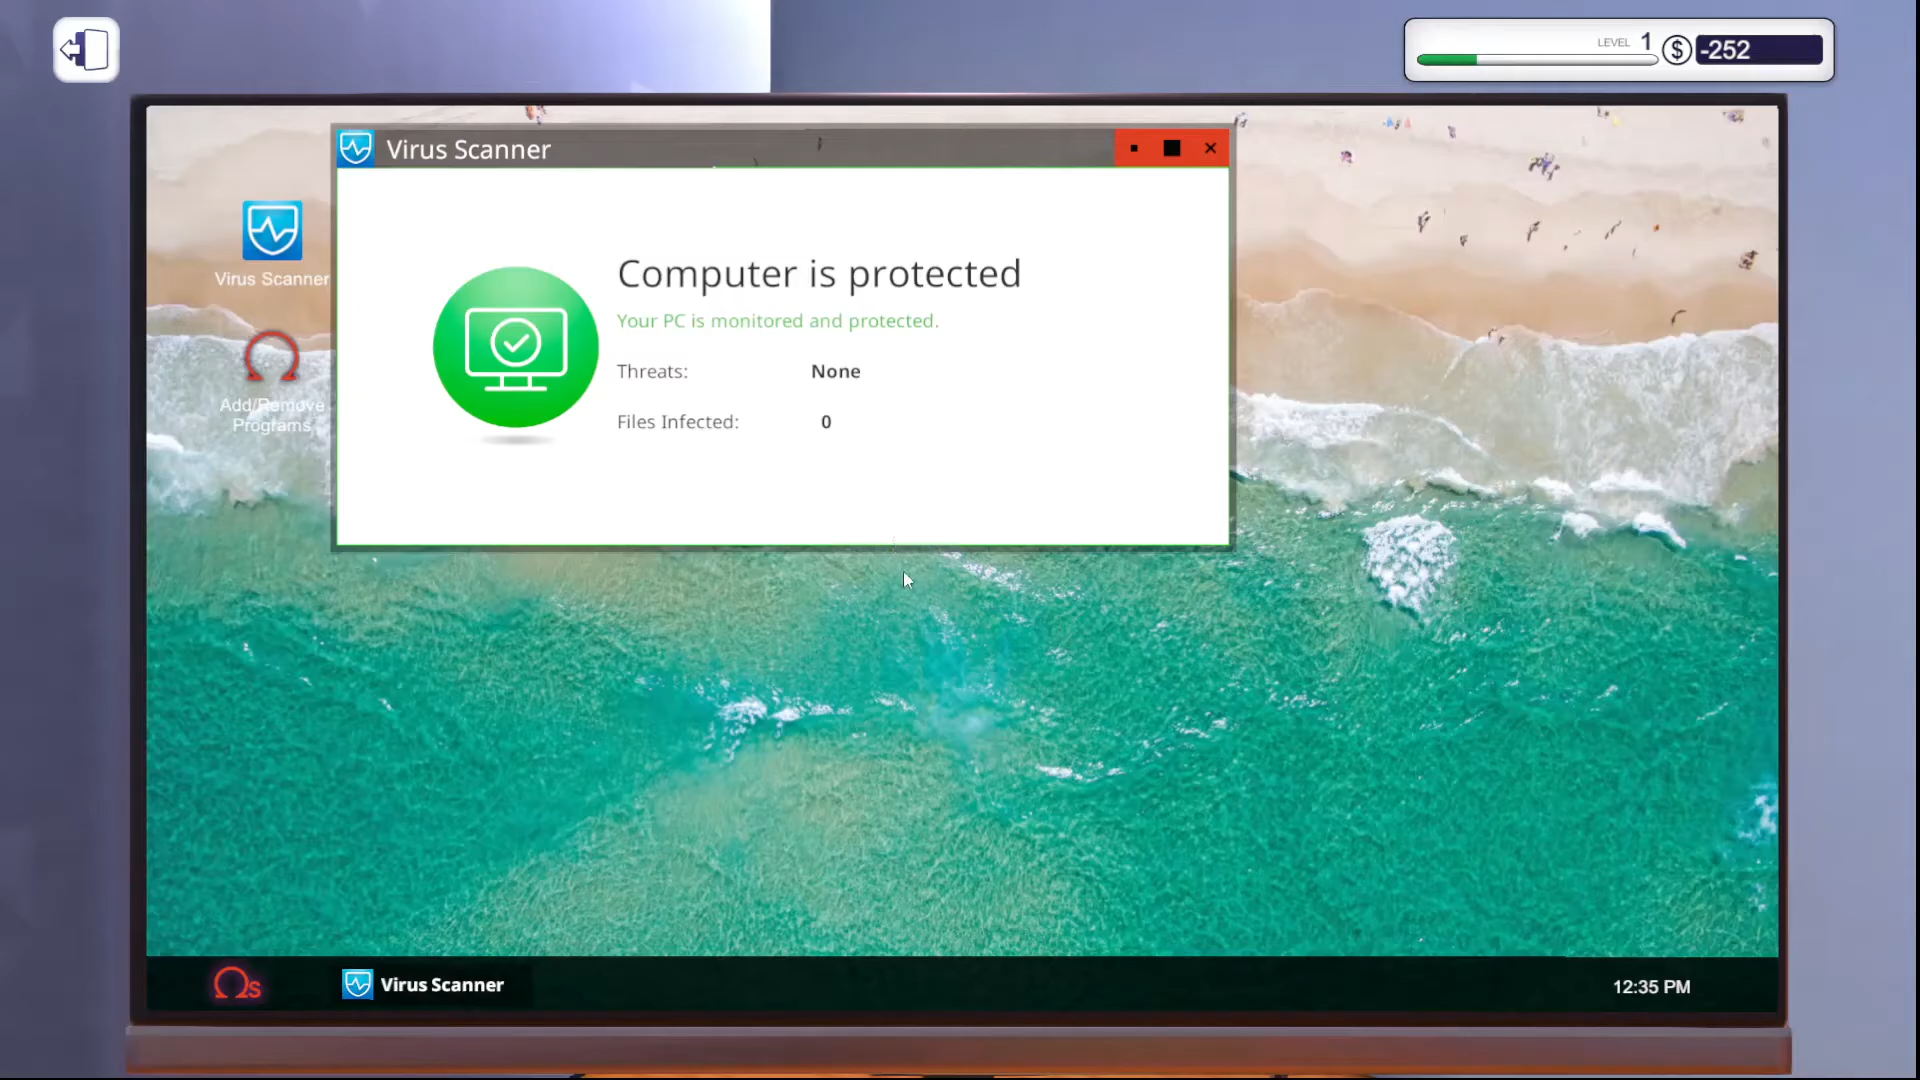 LEVEL 1 $ -252
Virus Scanner
Computer is protected
Your PC is monitored and protected.
Threats: None
Files Infected: 0
Virus Scanner
Add/Remove
Programs
Ωs
Virus Scanner
12:35 PM